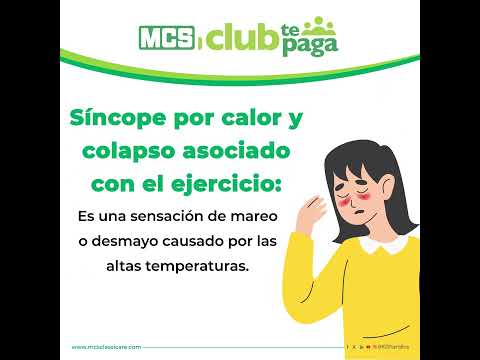 MCS club te paga
Síncope por calor y
colapso asociado
con el ejercicio:
Es una sensación de mareo
o desmayo causado por las
altas temperaturas.
www.mcsclassicare.com